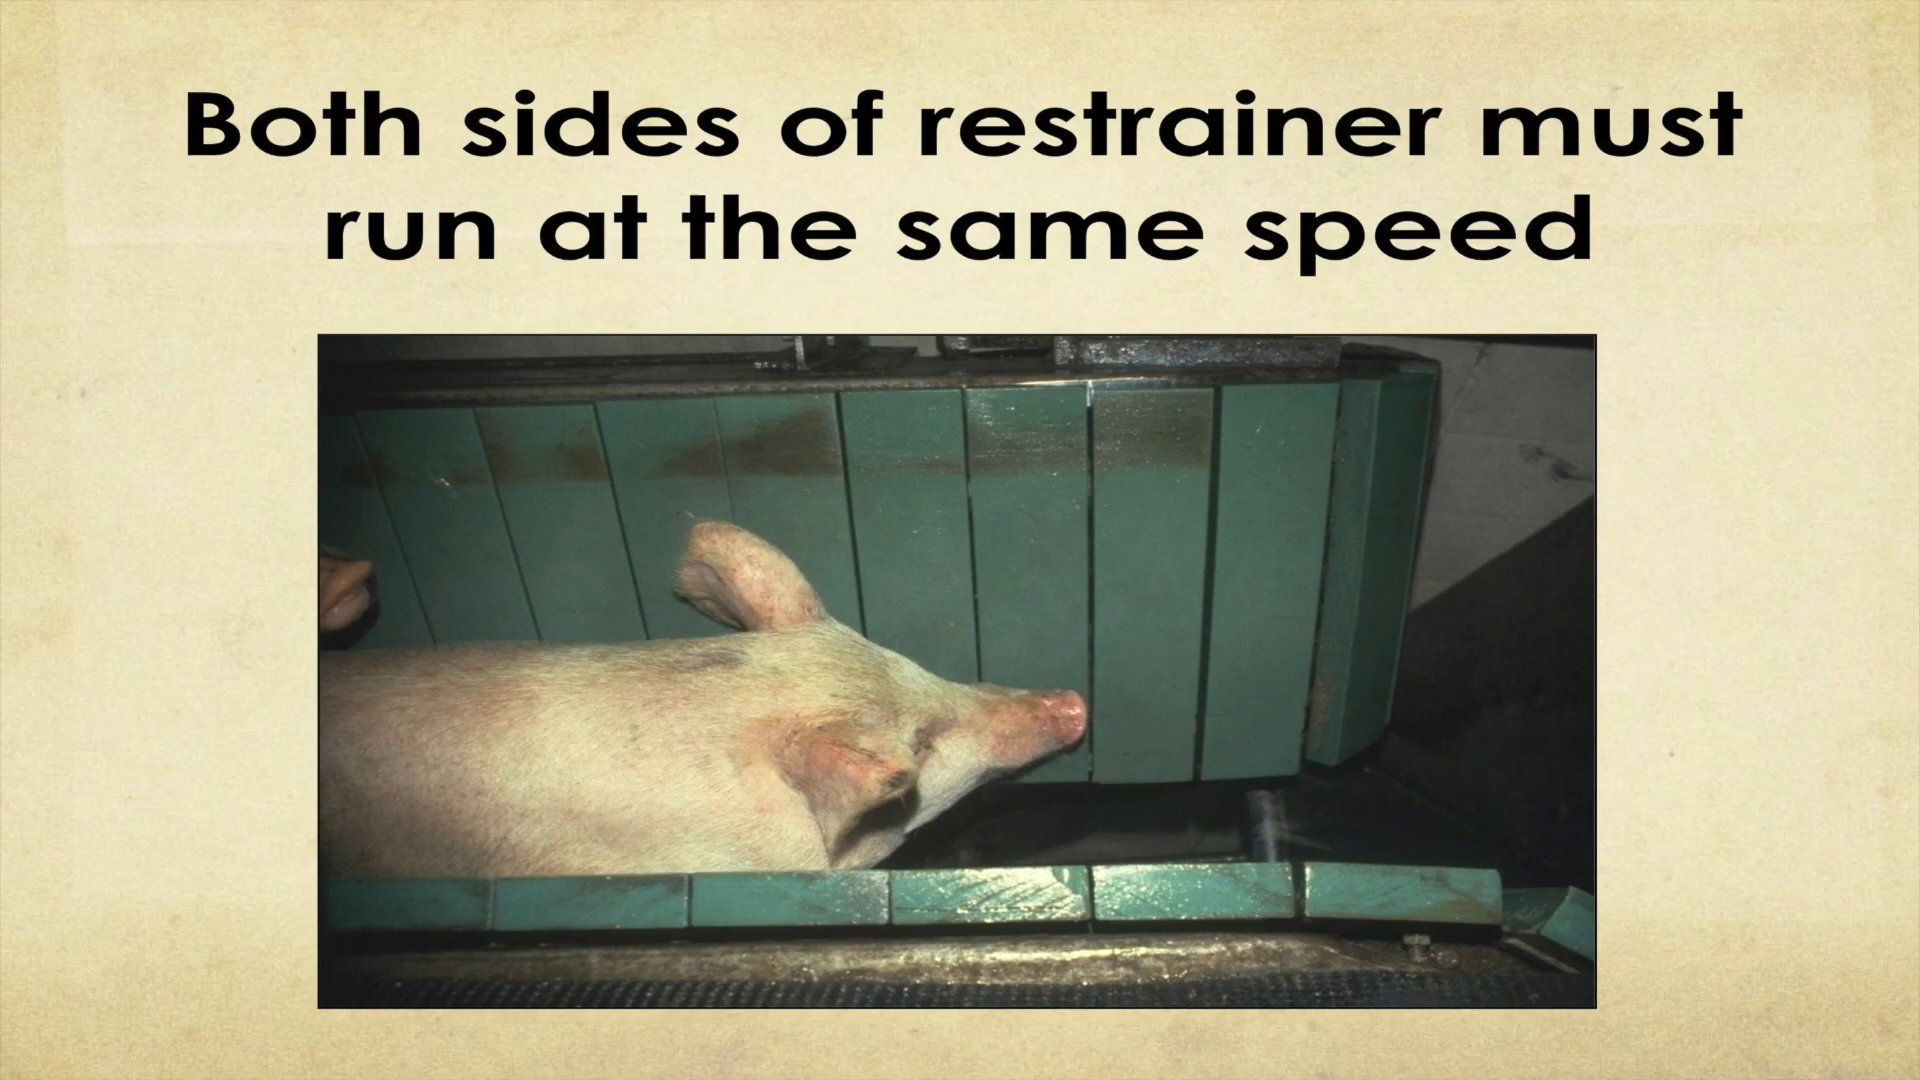 Both sides of restrainer must
run at the same speed